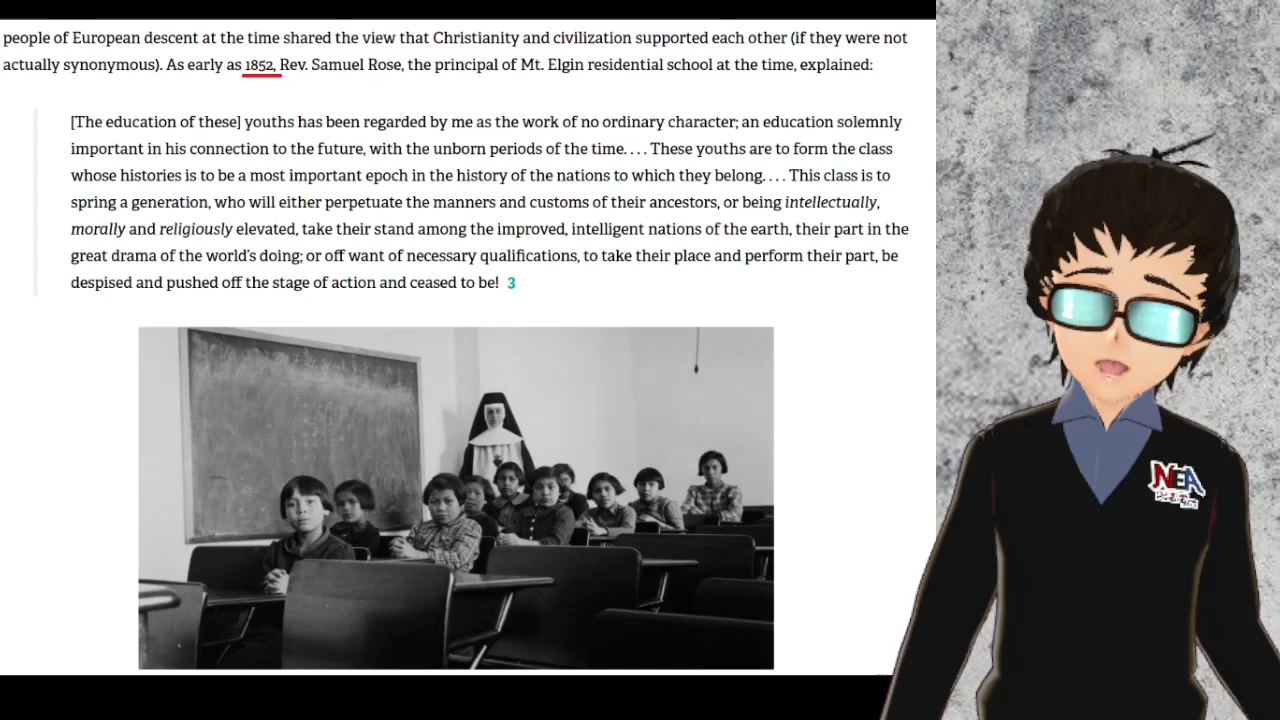 people of European descent at the time shared the view that Christianity and civilization supported each other (if they were not
actually synonymous). As early as 1852, Rev. Samuel Rose, the principal of Mt. Elgin residential school at the time, explained:
[The education of these] youths has been regarded by me as the work of no ordinary character; an education solemnly
important in his connection to the future, with the unborn periods of the time. . . . These youths are to form the class
whose histories is to be a most important epoch in the history of the nations to which they belong. . . . This class is to
spring a generation, who will either perpetuate the manners and customs of their ancestors, or being intellectually,
morally and religiously elevated, take their stand among the improved, intelligent nations of the earth, their part in the
great drama of the world's doing; or off want of necessary qualifications, to take their place and perform their part, be
despised and pushed off the stage of action and ceased to be! 3
NEA